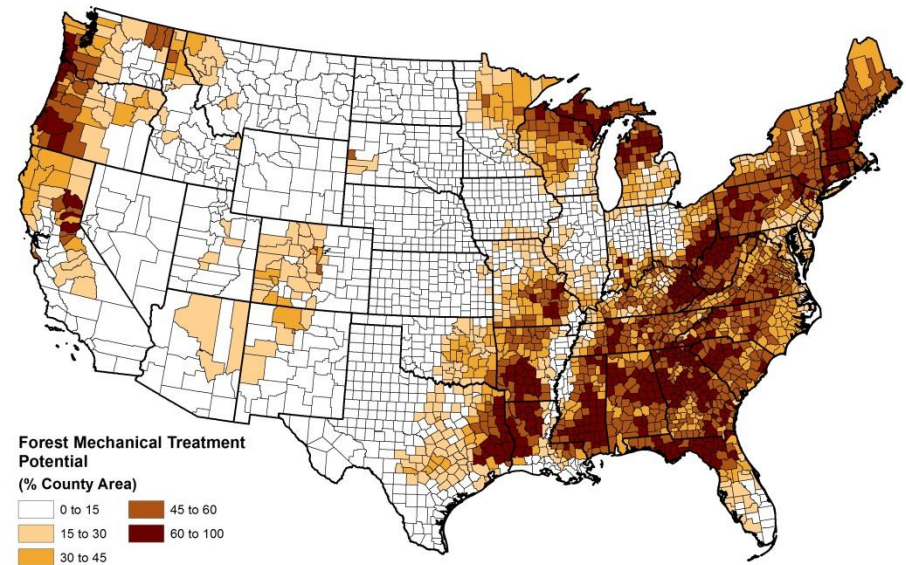 Forest Mechanical Treatment
Potential
(% County Area)
0 to 15
15 to 30
30 to 45
45 to 60
60 to 100